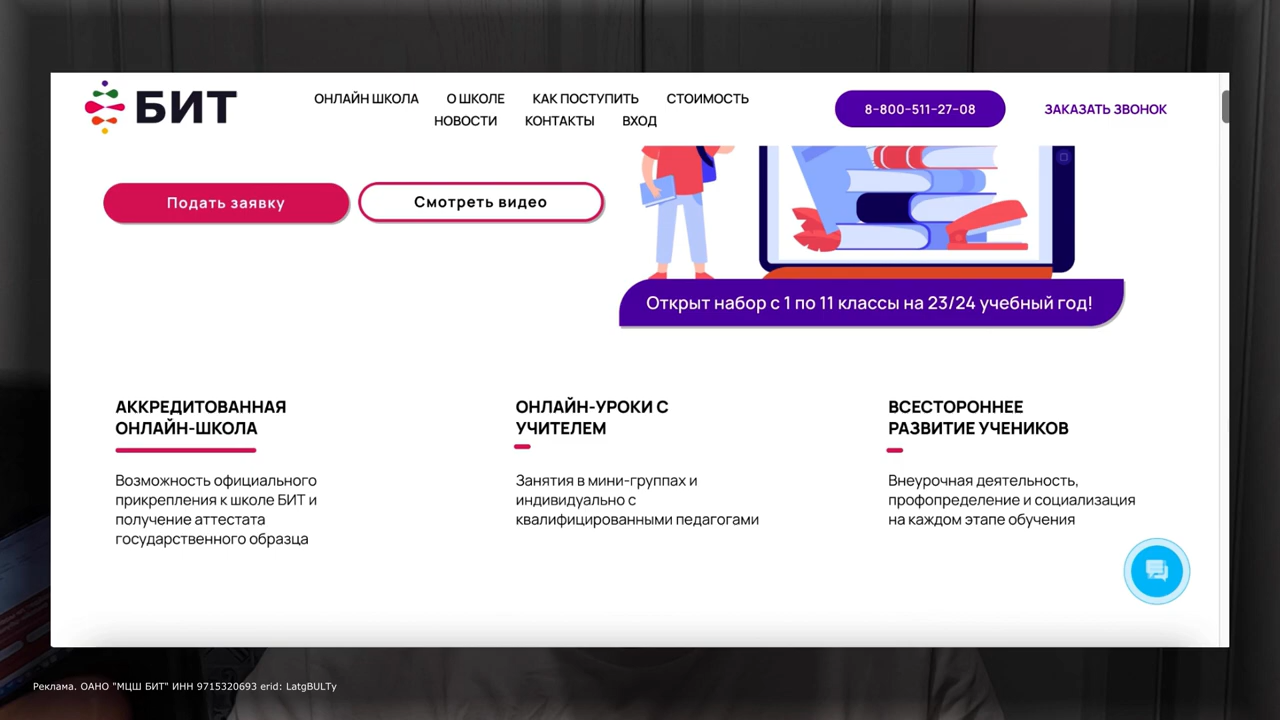 БИТ
ОНЛАЙН ШКОЛА О ШКОЛЕ КАК ПОСТУПИТЬ СТОИМОСТЬ
НОВОСТИ КОНТАКТЫ ВХОД
8-800-511-27-08
ЗАКАЗАТЬ ЗВОНОК
Подать заявку
Смотреть видео
Открыт набор с 1 по 11 классы на 23/24 учебный год!
АККРЕДИТОВАННАЯ
ОНЛАЙН-ШКОЛА
Возможность официального
прикрепления к школе БИТ и
получение аттестата
государственного образца
ОНЛАЙН-УРОКИ С
УЧИТЕЛЕМ
Занятия в мини-группах и
индивидуально с
квалифицированными педагогами
ВСЕСТОРОННЕЕ
РАЗВИТИЕ УЧЕНИКОВ
Внеурочная деятельность,
профопределение и социализация
на каждом этапе обучения
Реклама. ОАНО "МЦШ БИТ" ИНН 9715320693 erid: LatgBULTy